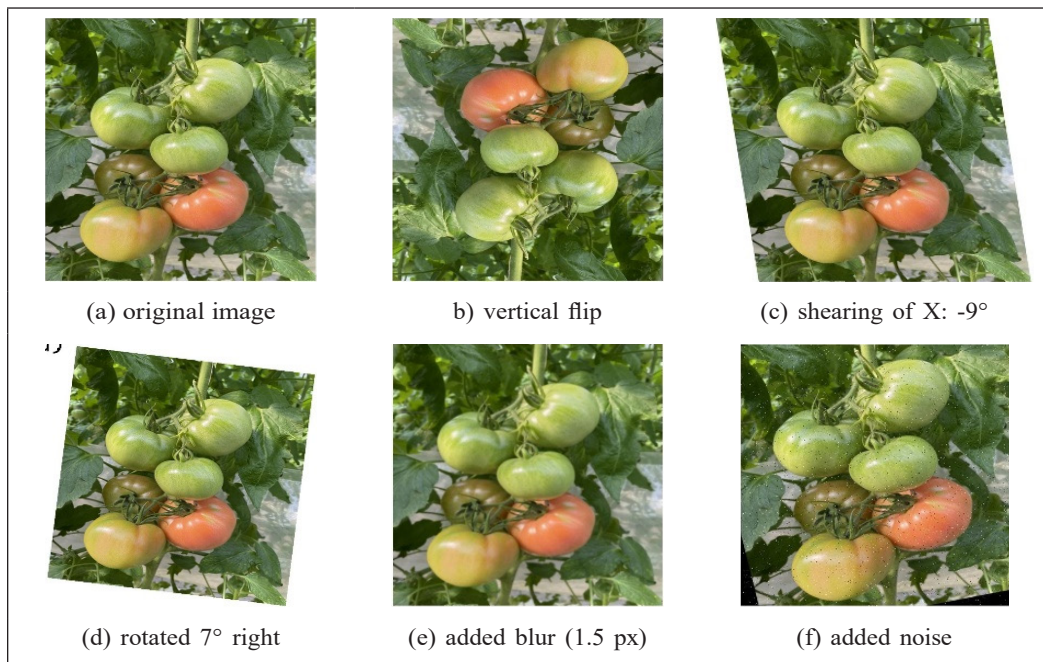 (a) original image
b) vertical flip
(c) shearing of X: -9°
(d) rotated 7° right
(e) added blur (1.5 px)
(f) added noise